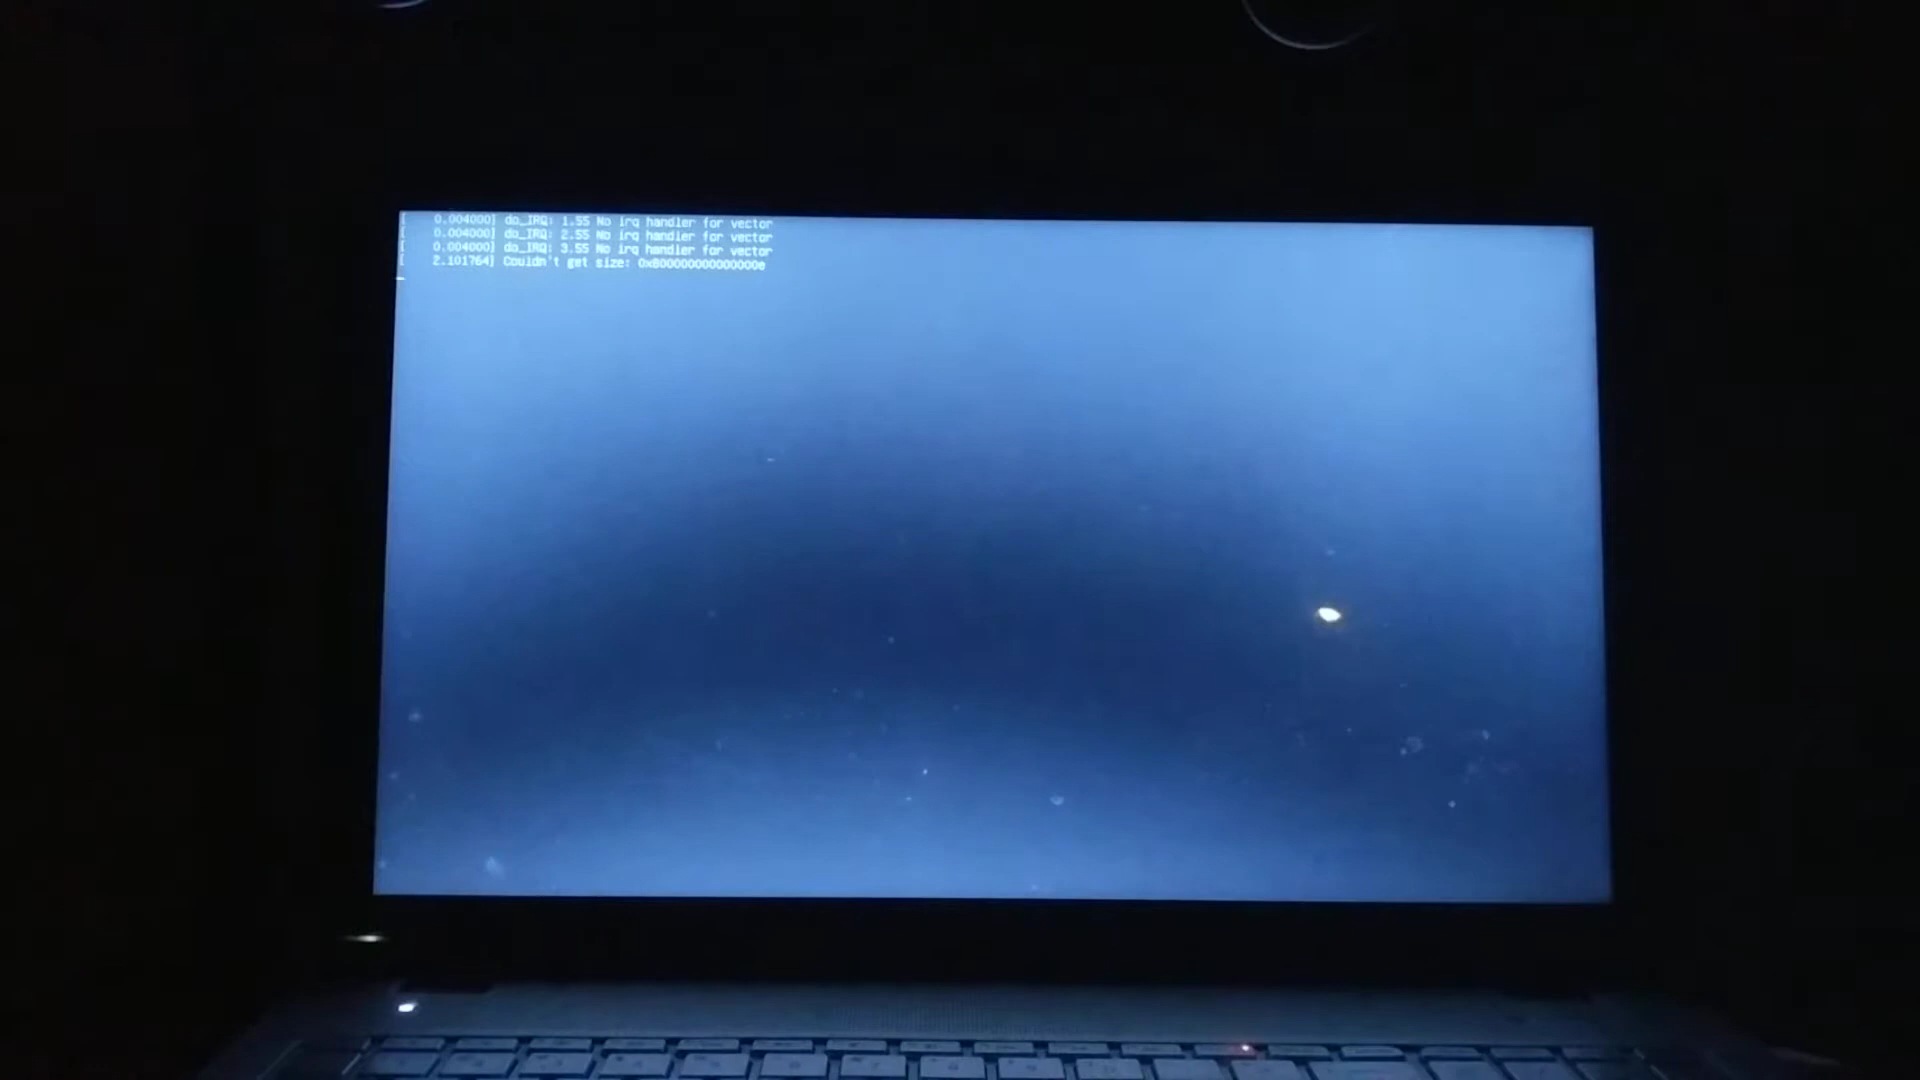 [    0.004000] do_IRQ: 1.55 No irq handler for vector
[    0.004000] do_IRQ: 2.55 No irq handler for vector
[    0.004000] do_IRQ: 3.55 No irq handler for vector
[    2.101764] Couldn't get size: 0x800000000000000e